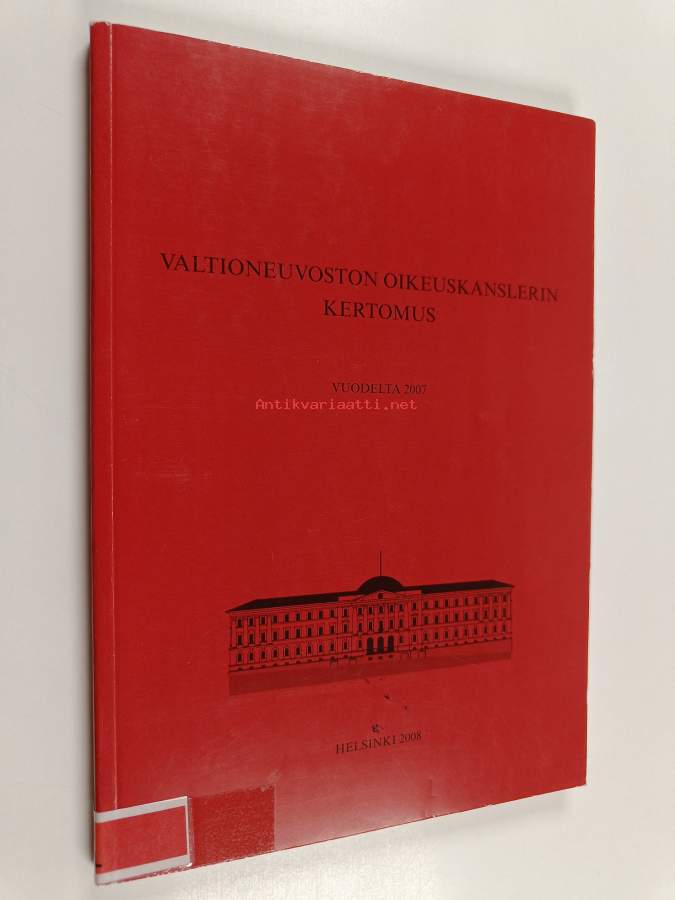 VALTIONEUVOSTON OIKEUSKANSLERIN
KERTOMUS
VUODELTA 2007
Antikvariaatti.net
HELSINKI 2008